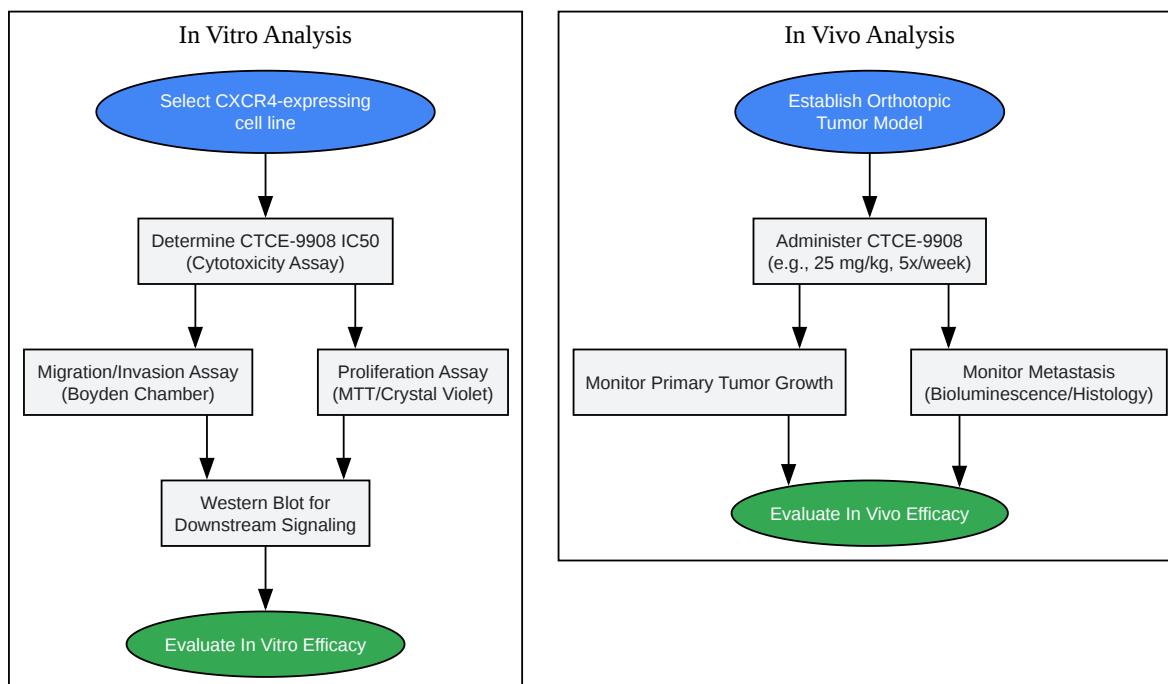 In Vitro Analysis
Select CXCR4-expressing
cell line
Determine CTCE-9908 IC50
(Cytotoxicity Assay)
Migration/Invasion Assay
(Boyden Chamber)
Proliferation Assay
(MTT/Crystal Violet)
Western Blot for
Downstream Signaling
Evaluate In Vitro Efficacy
In Vivo Analysis
Establish Orthotopic
Tumor Model
Administer CTCE-9908
(e.g., 25 mg/kg, 5x/week)
Monitor Primary Tumor Growth
Monitor Metastasis
(Bioluminescence/Histology)
Evaluate In Vivo Efficacy